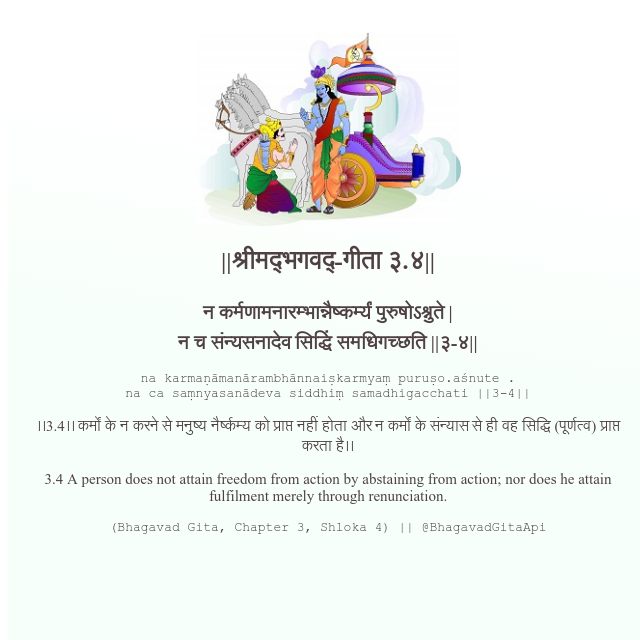 ||श्रीमद्‍भगवद्‍-गीता ३.४||
न कर्मणामनारम्भान्नैष्कर्म्यं पुरुषोऽश्नुते |
न च संन्यसनादेव सिद्धिं समधिगच्छति ||३-४||
na karmaṇāmanārambhānnaiṣkarmyaṃ puruṣo.aśnute .
na ca saṃnyasanādeva siddhiṃ samadhigacchati ||3-4||
।।3.4।। कर्मों के न करने से मनुष्य नैर्ष्कम्य को प्राप्त नहीं होता और न कर्मों के संन्यास से ही वह सिद्धि (पूर्णत्व) प्राप्त
करता है।।
3.4 A person does not attain freedom from action by abstaining from action; nor does he attain
fulfilment merely through renunciation.
(Bhagavad Gita, Chapter 3, Shloka 4) || @BhagavadGitaApi